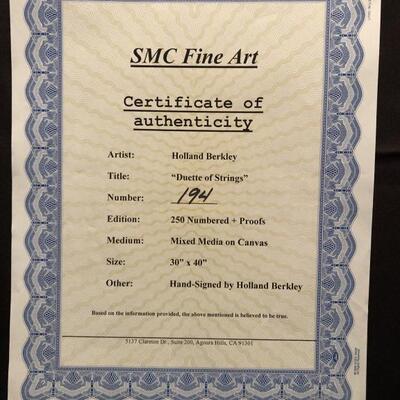 SMC Fine Art
Certificate of
authenticity
Artist: Holland Berkley
Title: “Duette of Strings”
Number: 194
Edition: 250 Numbered + Proofs
Medium: Mixed Media on Canvas
Size: 30" x 40"
Other: Hand-Signed by Holland Berkley
Based on the information provided, the above mentioned is believed to be true.
5137 Clareton Dr., Suite 200, Agoura Hills, CA 91301